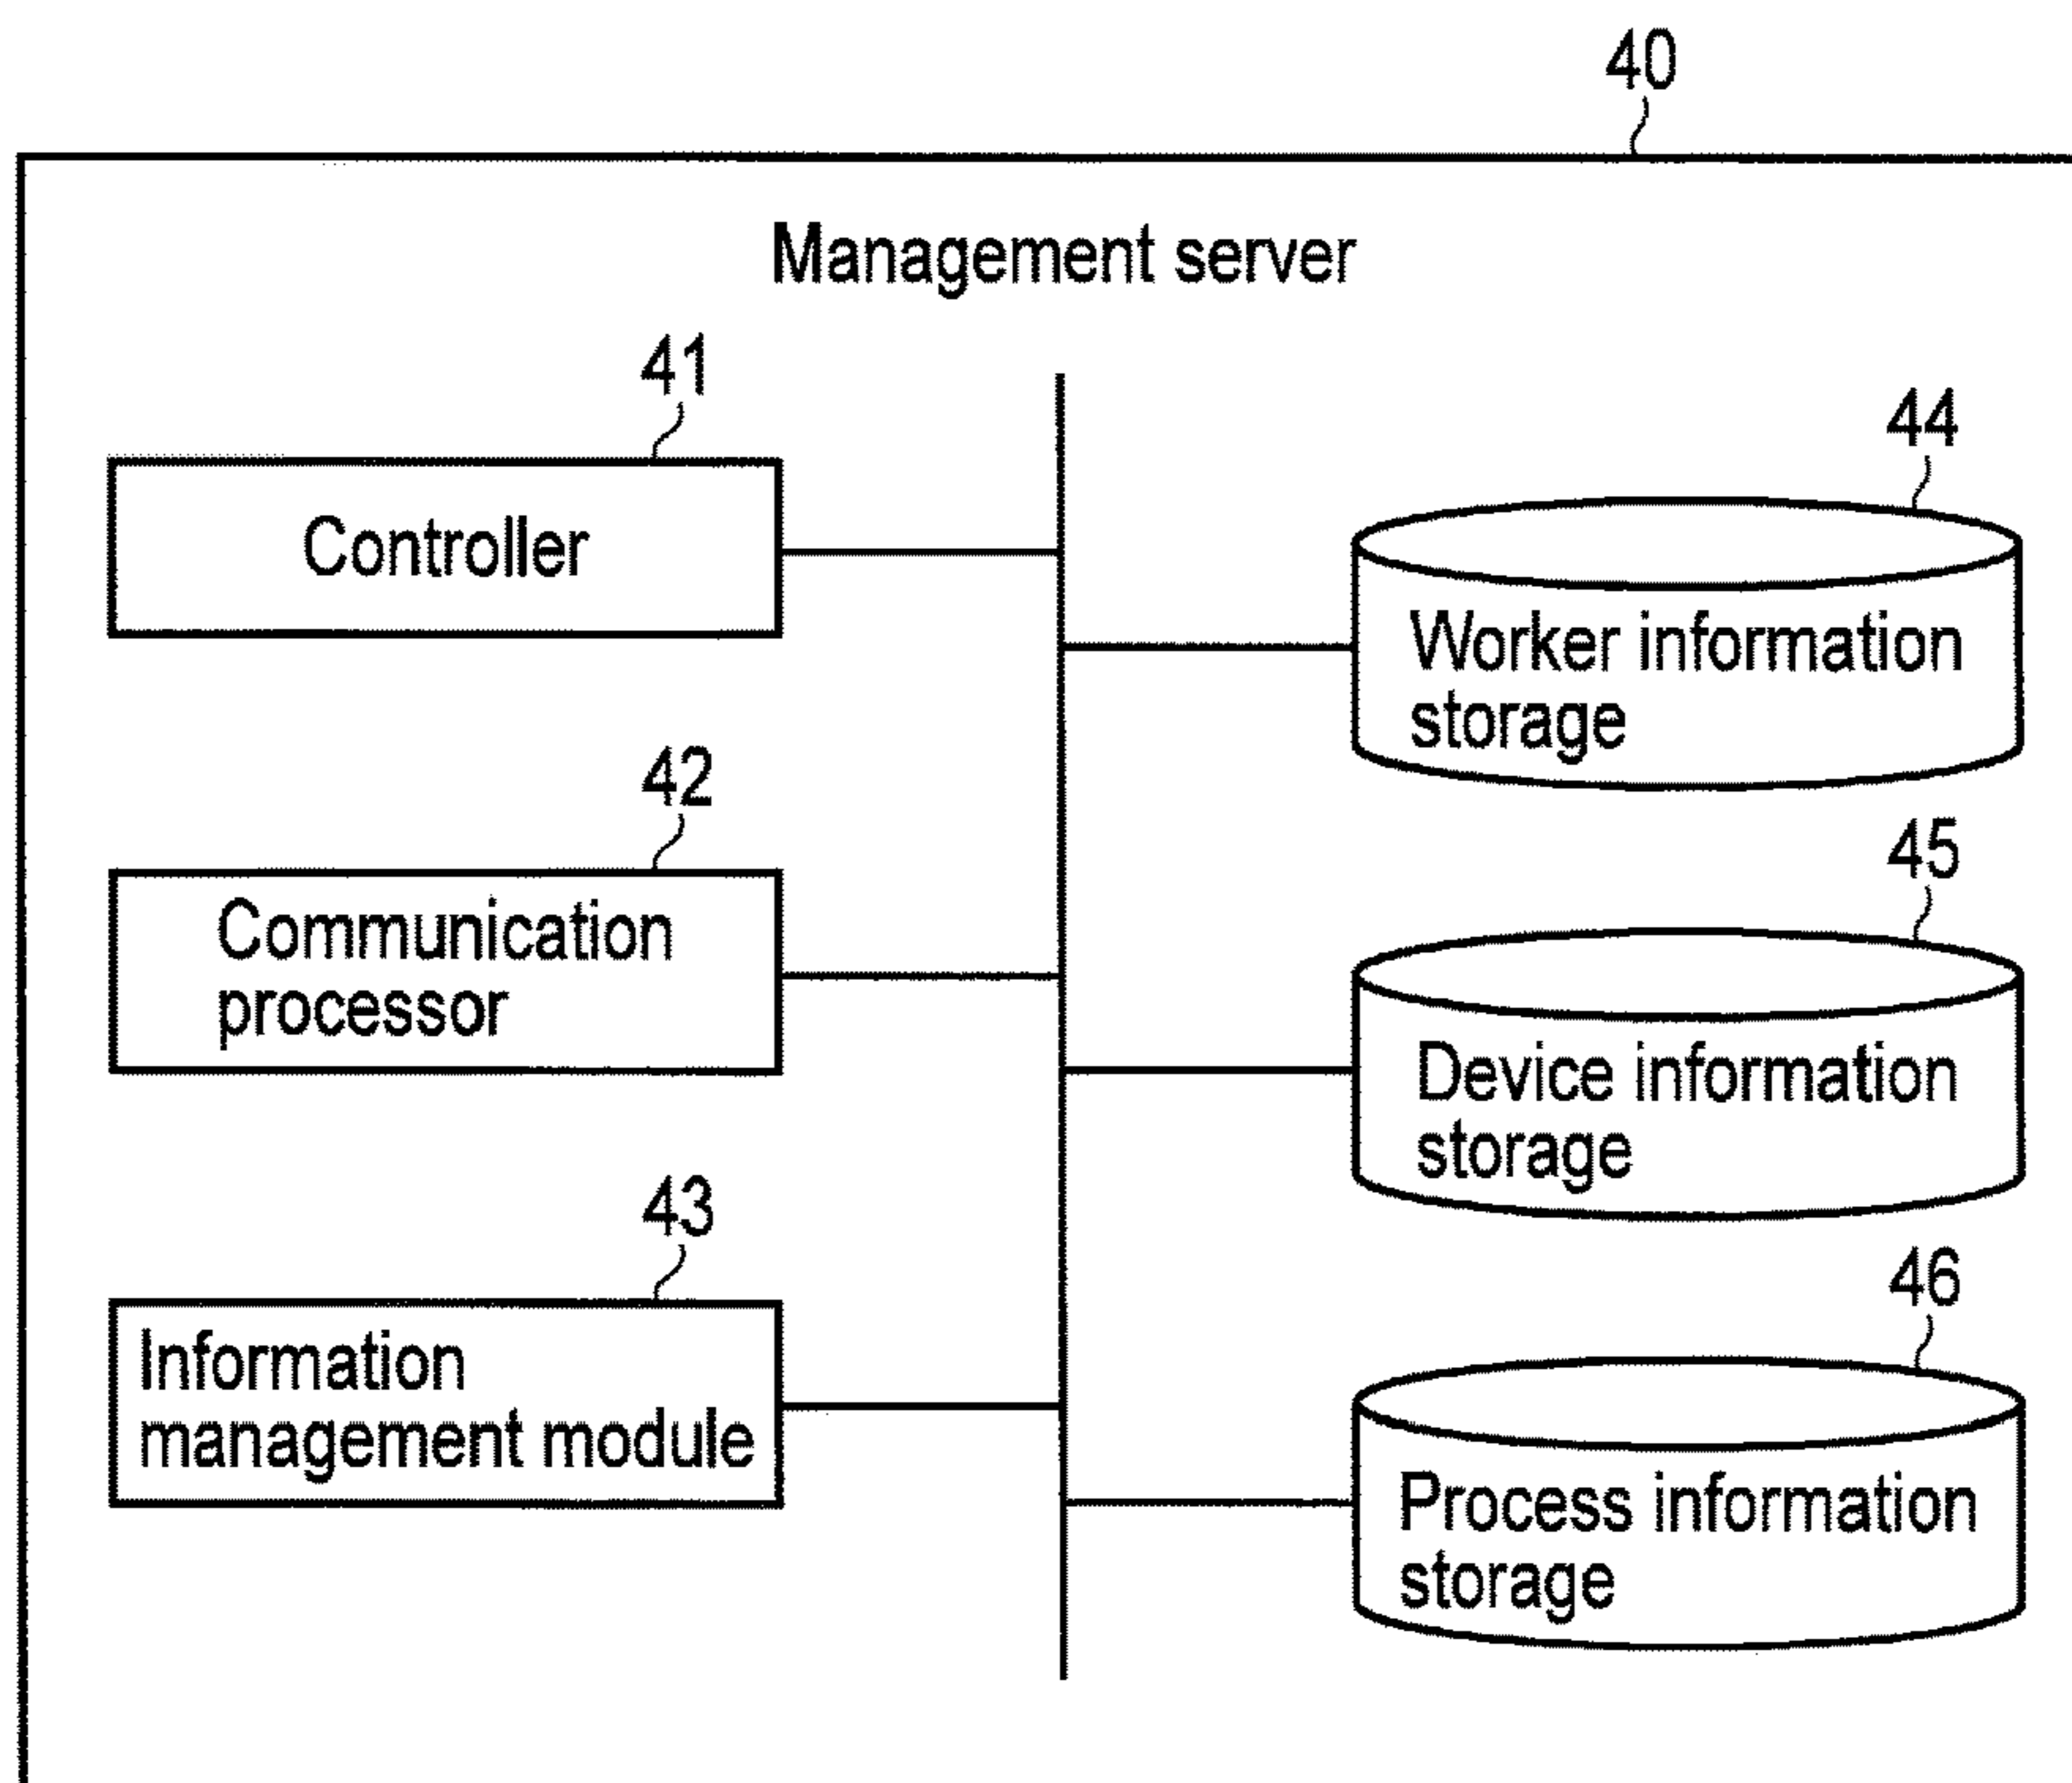 40
Management server
41
Controller
42
Communication
processor
43
Information
management module
44
Worker information
storage
45
Device information
storage
46
Process information
storage